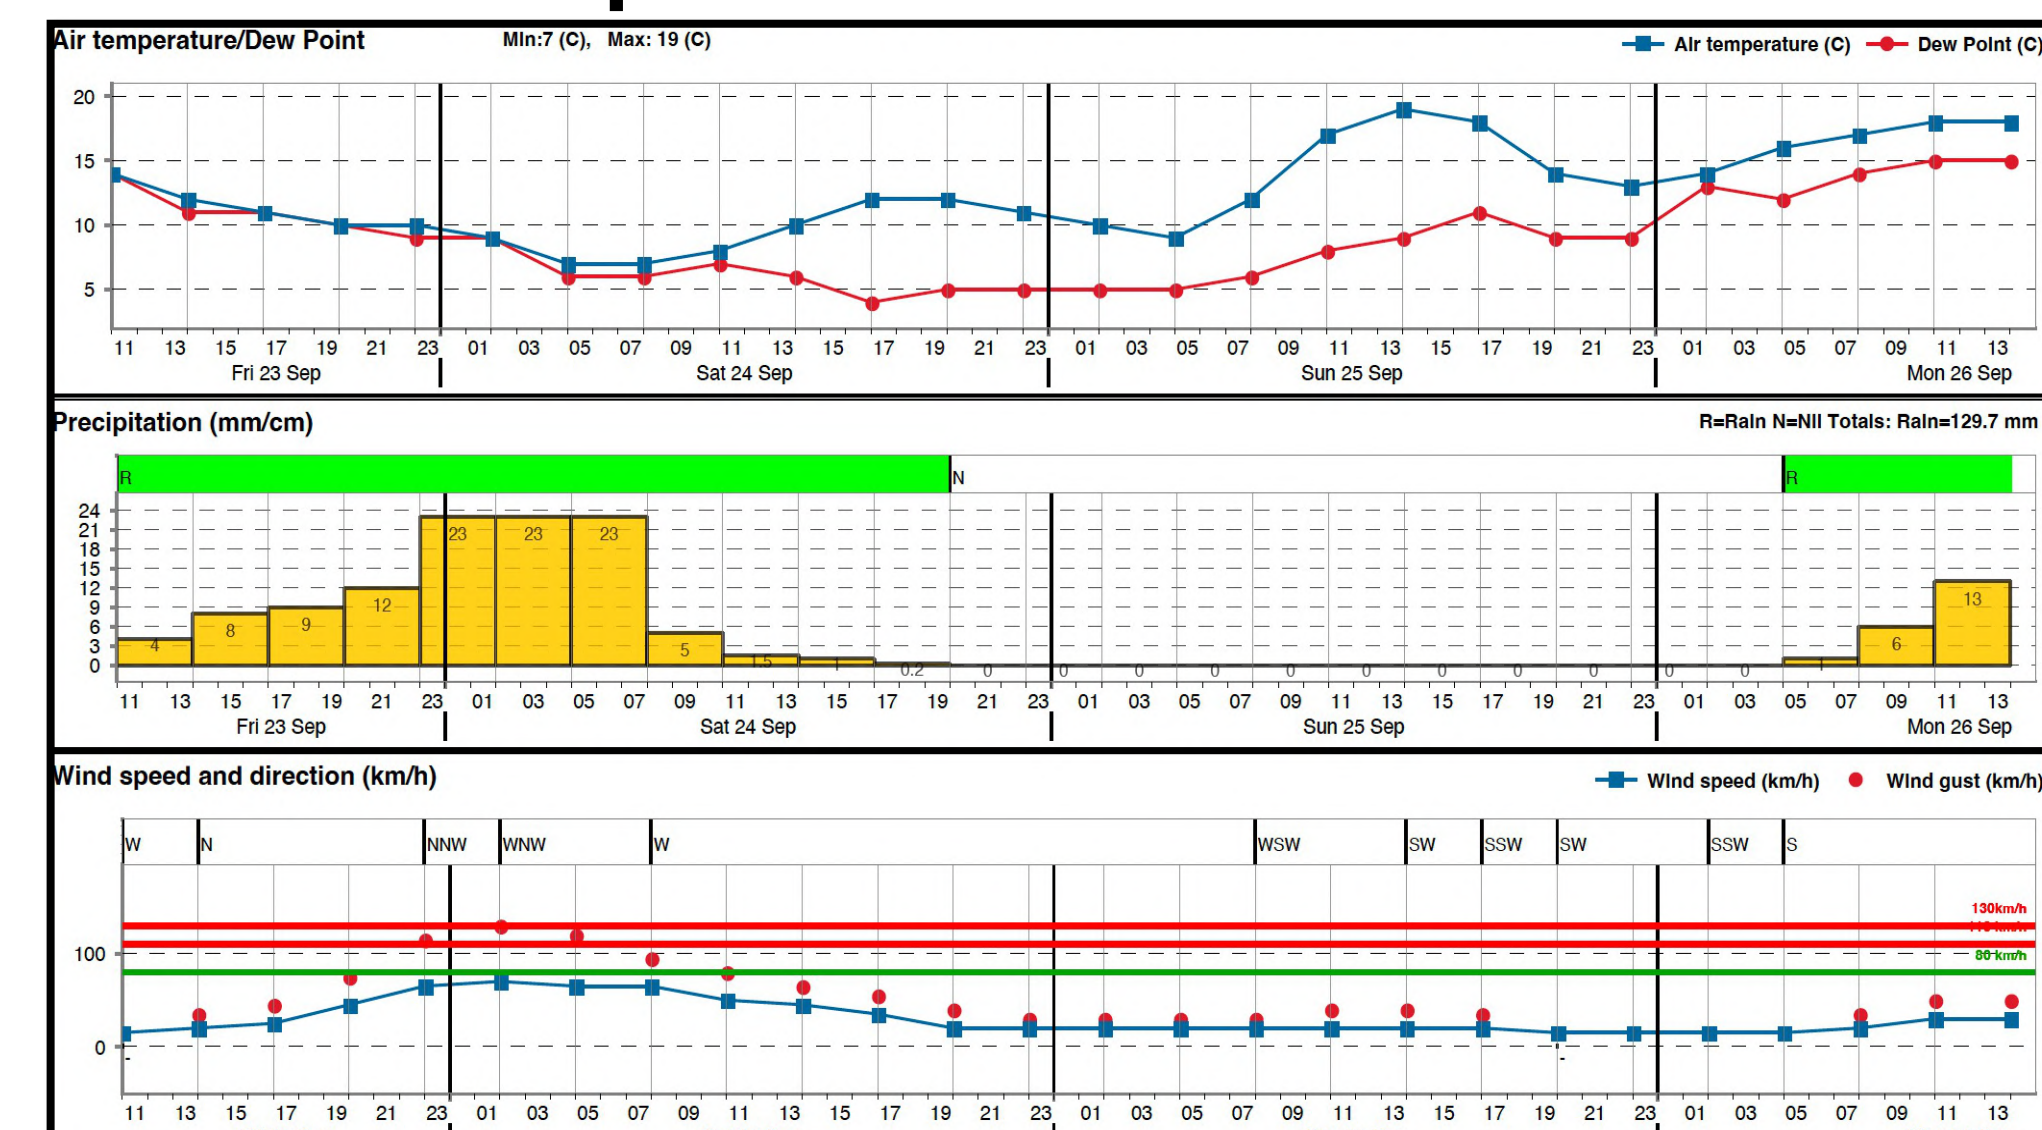 Air temperature/Dew Point
Min:7 (C), Max: 19 (C)
Air temperature (C) Dew Point (C)
20
15
10
5
11 13 15 17 19 21 23 01 03 05 07 09 11 13 15 17 19 21 23 01 03 05 07 09 11 13 15 17 19 21 23 01 03 05 07 09 11 13
Fri 23 Sep Sat 24 Sep Sun 25 Sep Mon 26 Sep
Precipitation (mm/cm)
R=Rain N=Nil Totals: Rain=129.7 mm
R N R
24
21
18
15
12
9
6
3
0
4 8 9 12 23 23 23 5 1.5 1 0.2 0 0 0 0 0 0 0 0 0 0 0 1 6 13
11 13 15 17 19 21 23 01 03 05 07 09 11 13 15 17 19 21 23 01 03 05 07 09 11 13 15 17 19 21 23 01 03 05 07 09 11 13
Fri 23 Sep Sat 24 Sep Sun 25 Sep Mon 26 Sep
Wind speed and direction (km/h)
Wind speed (km/h) Wind gust (km/h)
W N NNW WNW W WSW SW SSW SW SSW S
130km/h
80 km/h
100
0
- -
11 13 15 17 19 21 23 01 03 05 07 09 11 13 15 17 19 21 23 01 03 05 07 09 11 13 15 17 19 21 23 01 03 05 07 09 11 13